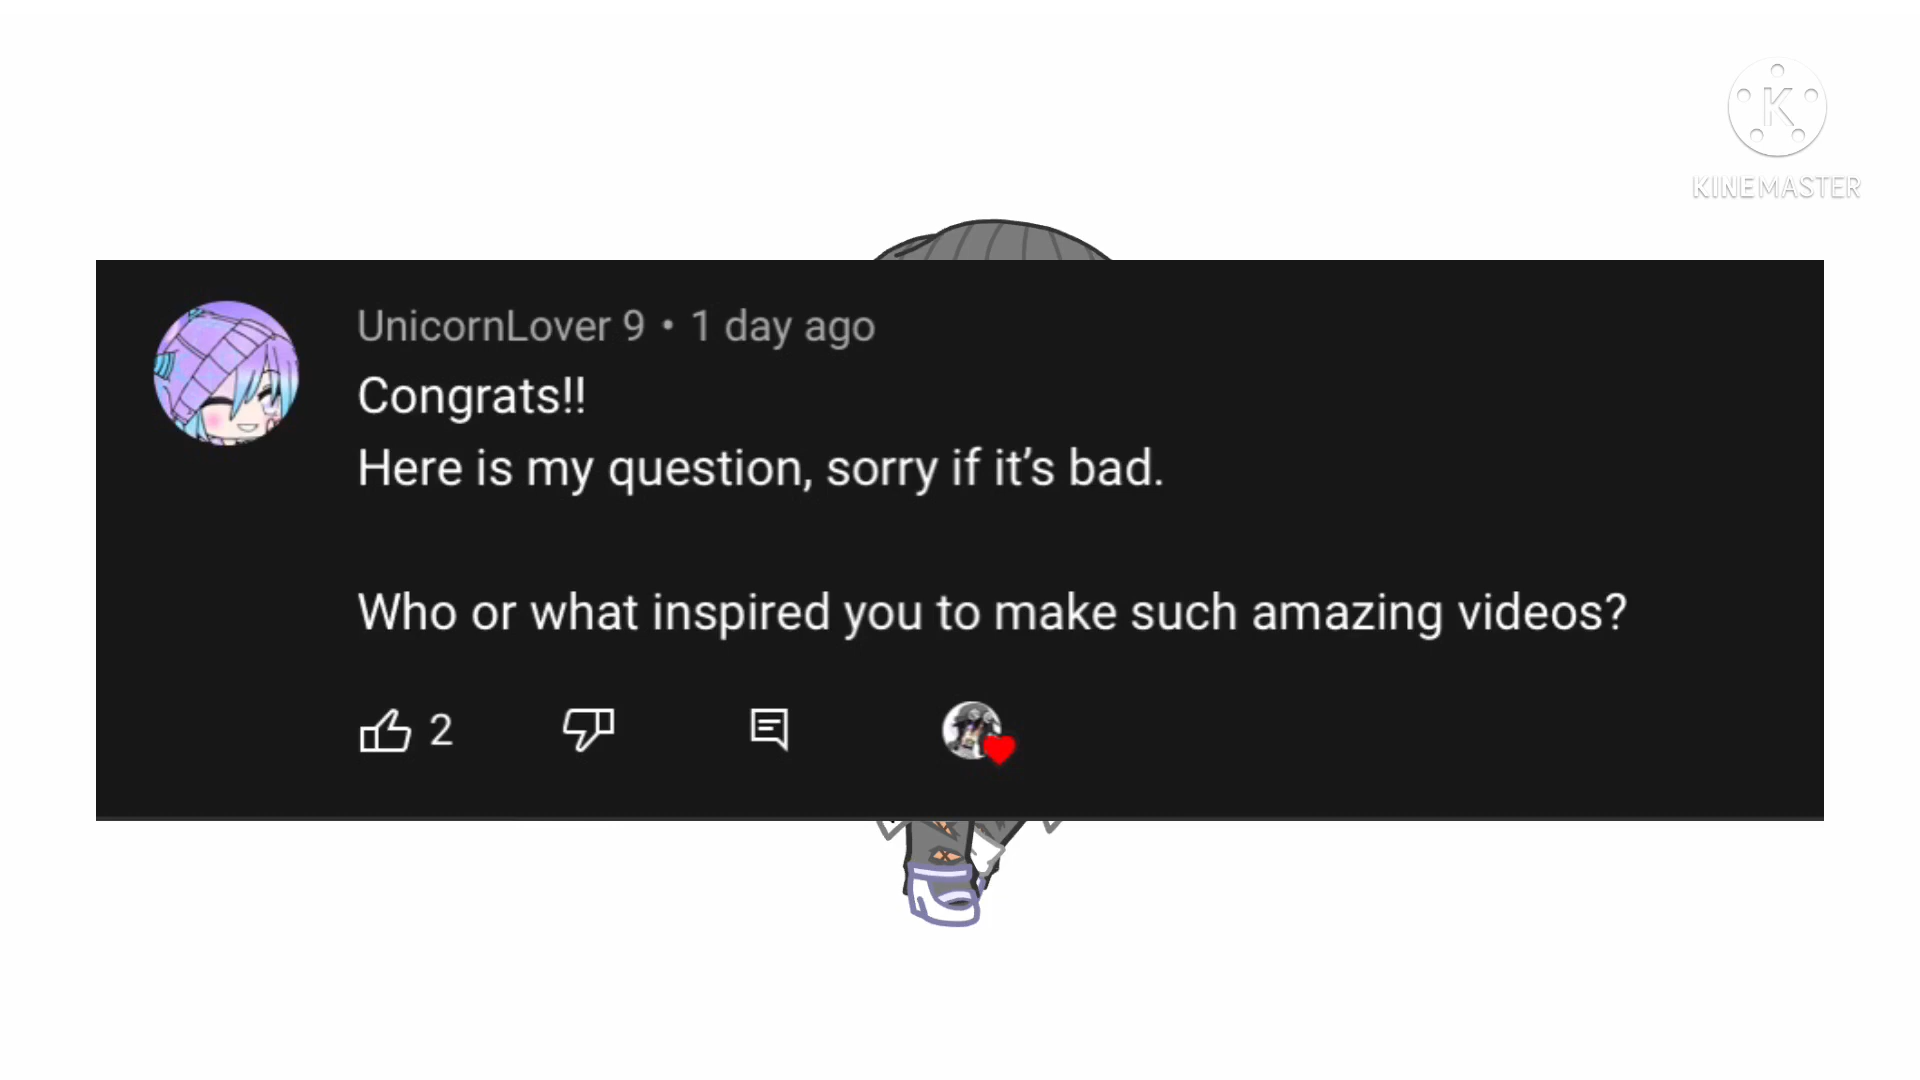 K
KINEMASTER
UnicornLover 9 • 1 day ago
Congrats!!
Here is my question, sorry if it’s bad.
Who or what inspired you to make such amazing videos?
2